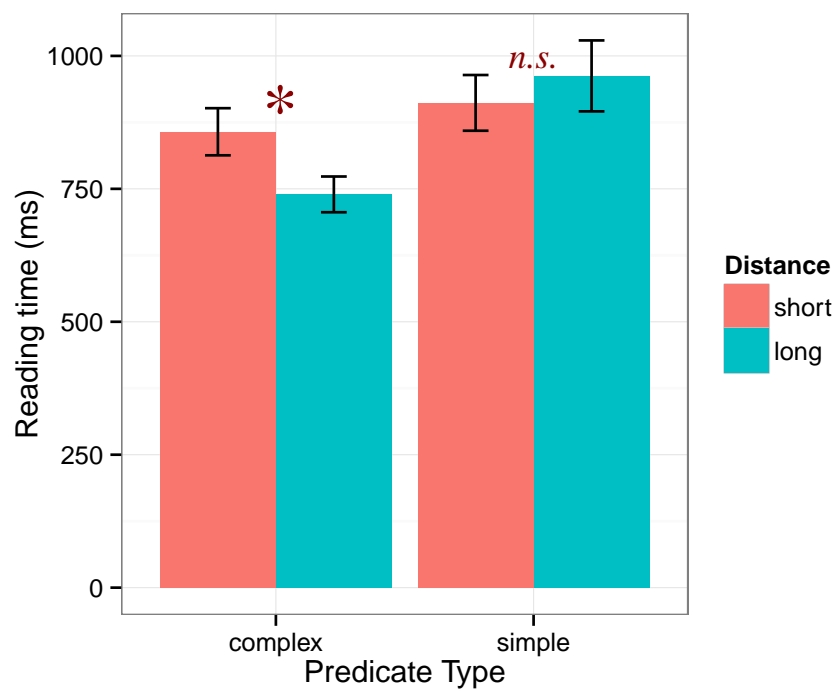 1000
*
n.s.
750
500
250
0
Reading time (ms)
complex
simple
Predicate Type
Distance
short
long